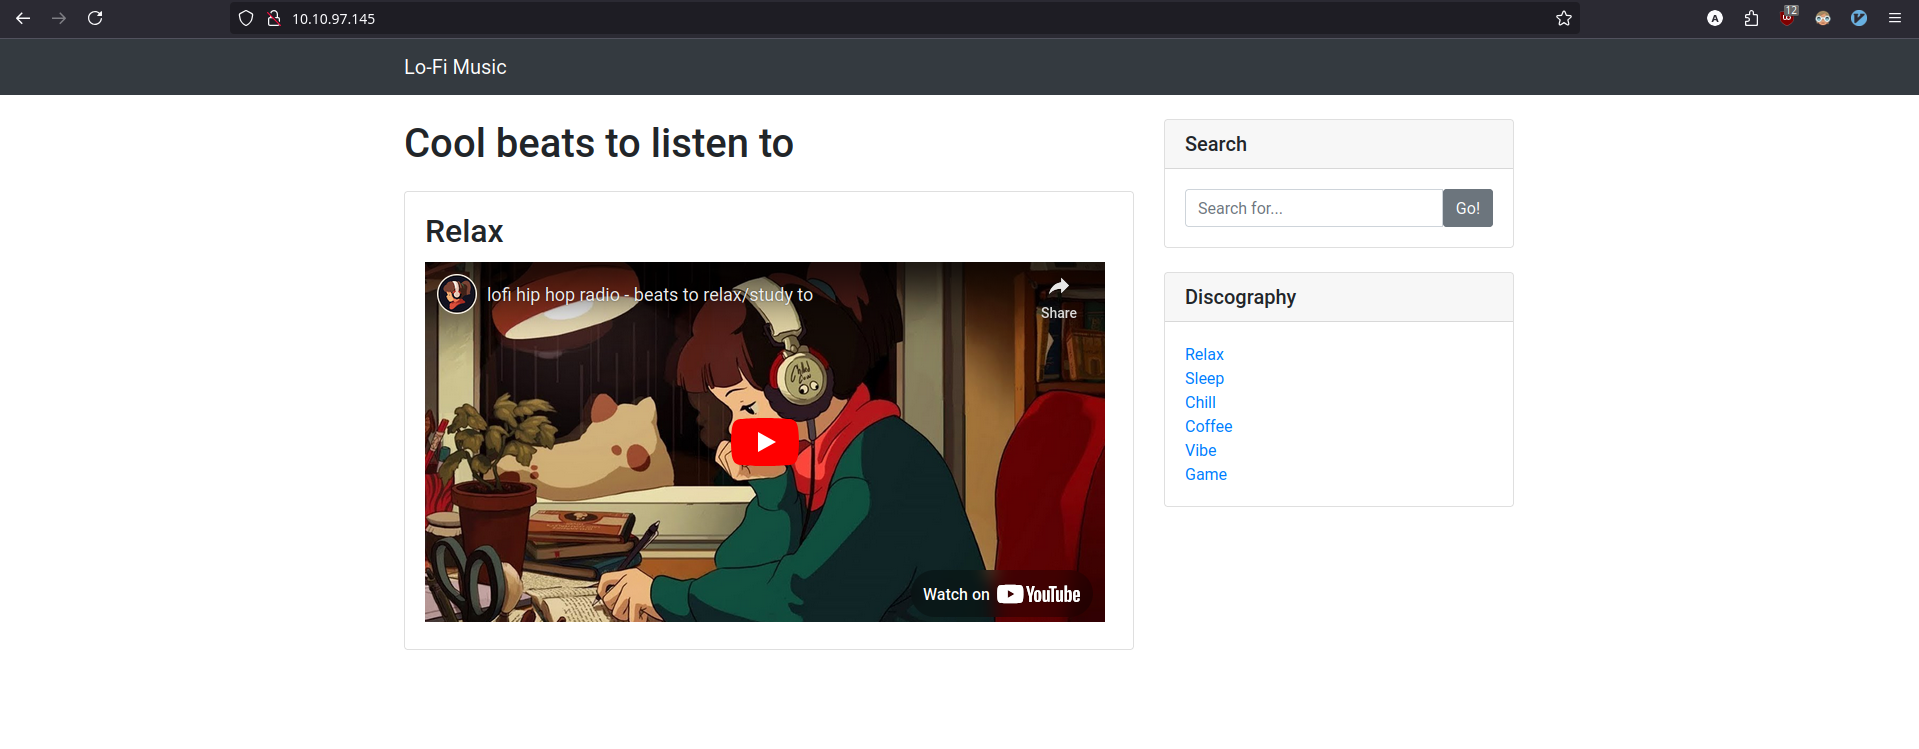 10.10.97.145
A
12
Lo-Fi Music
Cool beats to listen to
Relax
lofi hip hop radio - beats to relax/study to
Share
Watch on YouTube
Search
Search for...
Go!
Discography
Relax
Sleep
Chill
Coffee
Vibe
Game